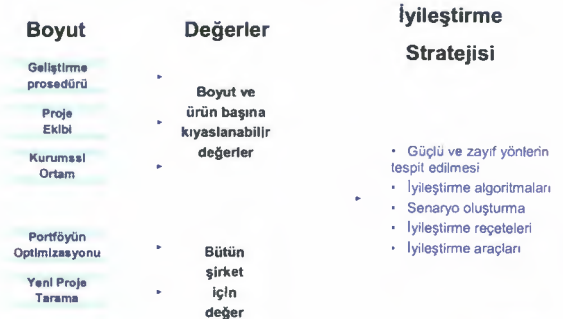 Boyut
Değerler
İyileştirme
Stratejisi
Geliştirme
prosedürü
Proje
Ekibi
Kurumsal
Ortam
Boyut ve
ürün başına
kıyaslanabilir
değerler
Portföyün
Optimizasyonu
Yeni Proje
Tarama
Bütün
şirket
için
değer
• Güçlü ve zayıf yönlerin
tespit edilmesi
• İyileştirme algoritmaları
• Senaryo oluşturma
• İyileştirme reçeteleri
• İyileştirme araçları